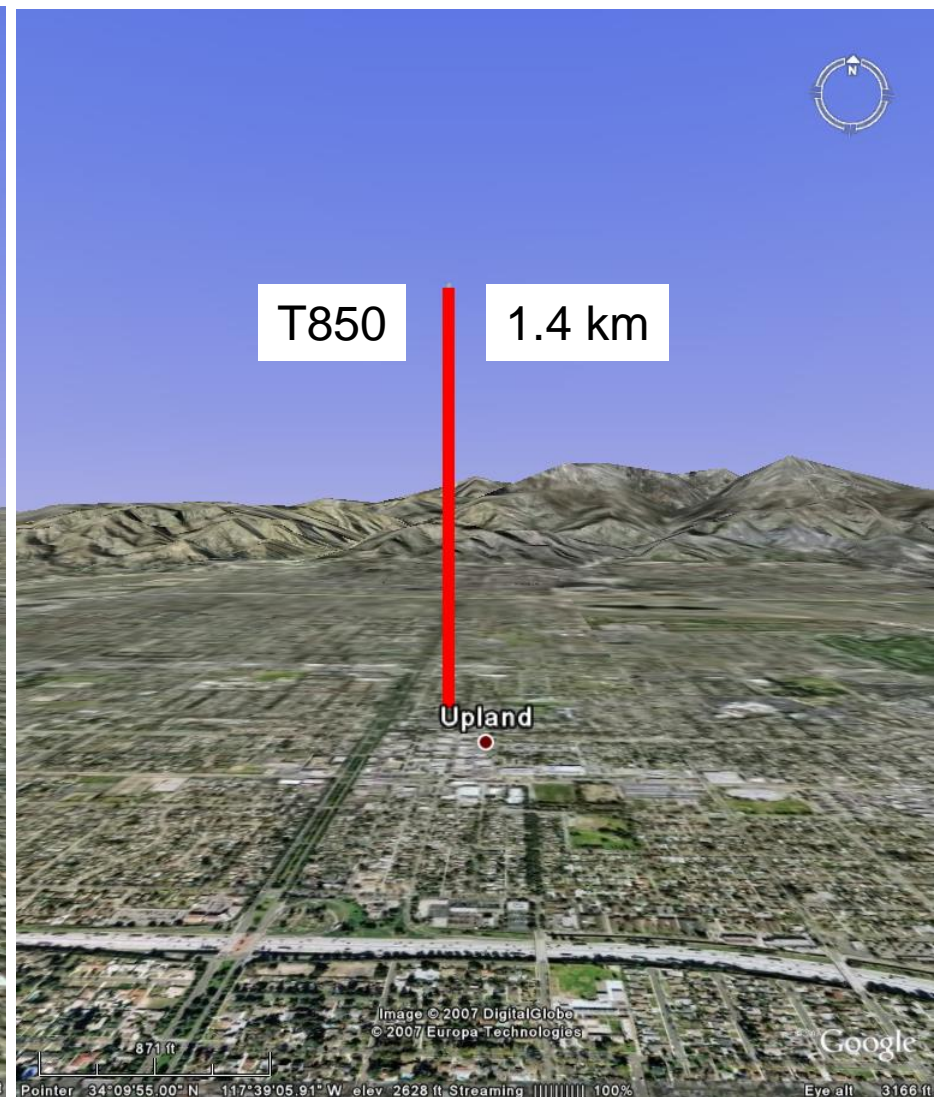 N
T850
1.4 km
Upland
Image © 2007 DigitalGlobe
© 2007 Europa Technologies
Google
871 ft
Pointer 34°09'55.00" N 117°39'05.91" W elev 2628 ft Streaming |||||||||| 100% Eye alt 3166 ft